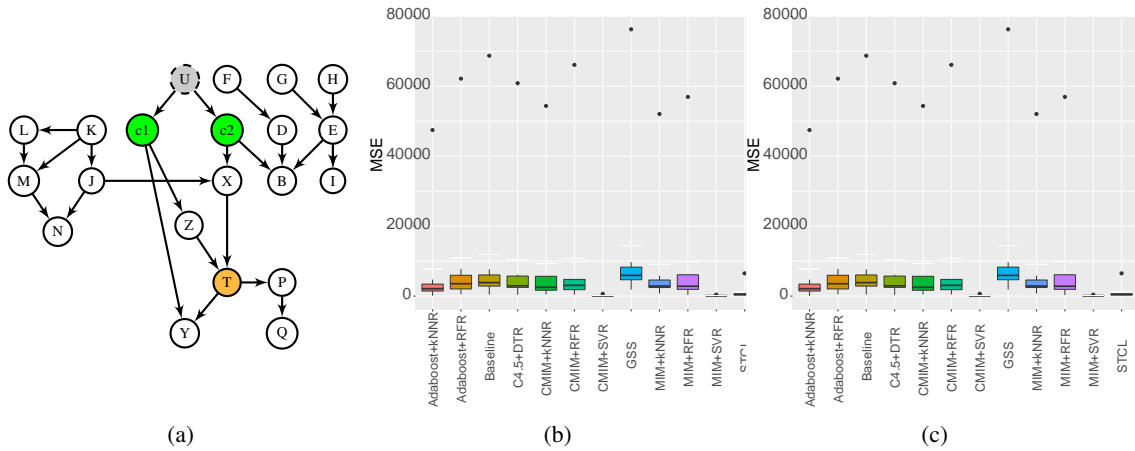 U F G H
L K c1 c2 D E
M J X B I
N Z
T P
Y Q
(a)
MSE
80000
60000
40000
20000
0
Adaboost+kNNR
Adaboost+RFR
Baseline
C4.5+DTR
CMIM+kNNR
CMIM+RFR
CMIM+SVR
GSS
MIM+kNNR
MIM+RFR
MIM+SVR
STCL
(b)
MSE
80000
60000
40000
20000
0
Adaboost+kNNR
Adaboost+RFR
Baseline
C4.5+DTR
CMIM+kNNR
CMIM+RFR
CMIM+SVR
GSS
MIM+kNNR
MIM+RFR
MIM+SVR
STCL
(c)